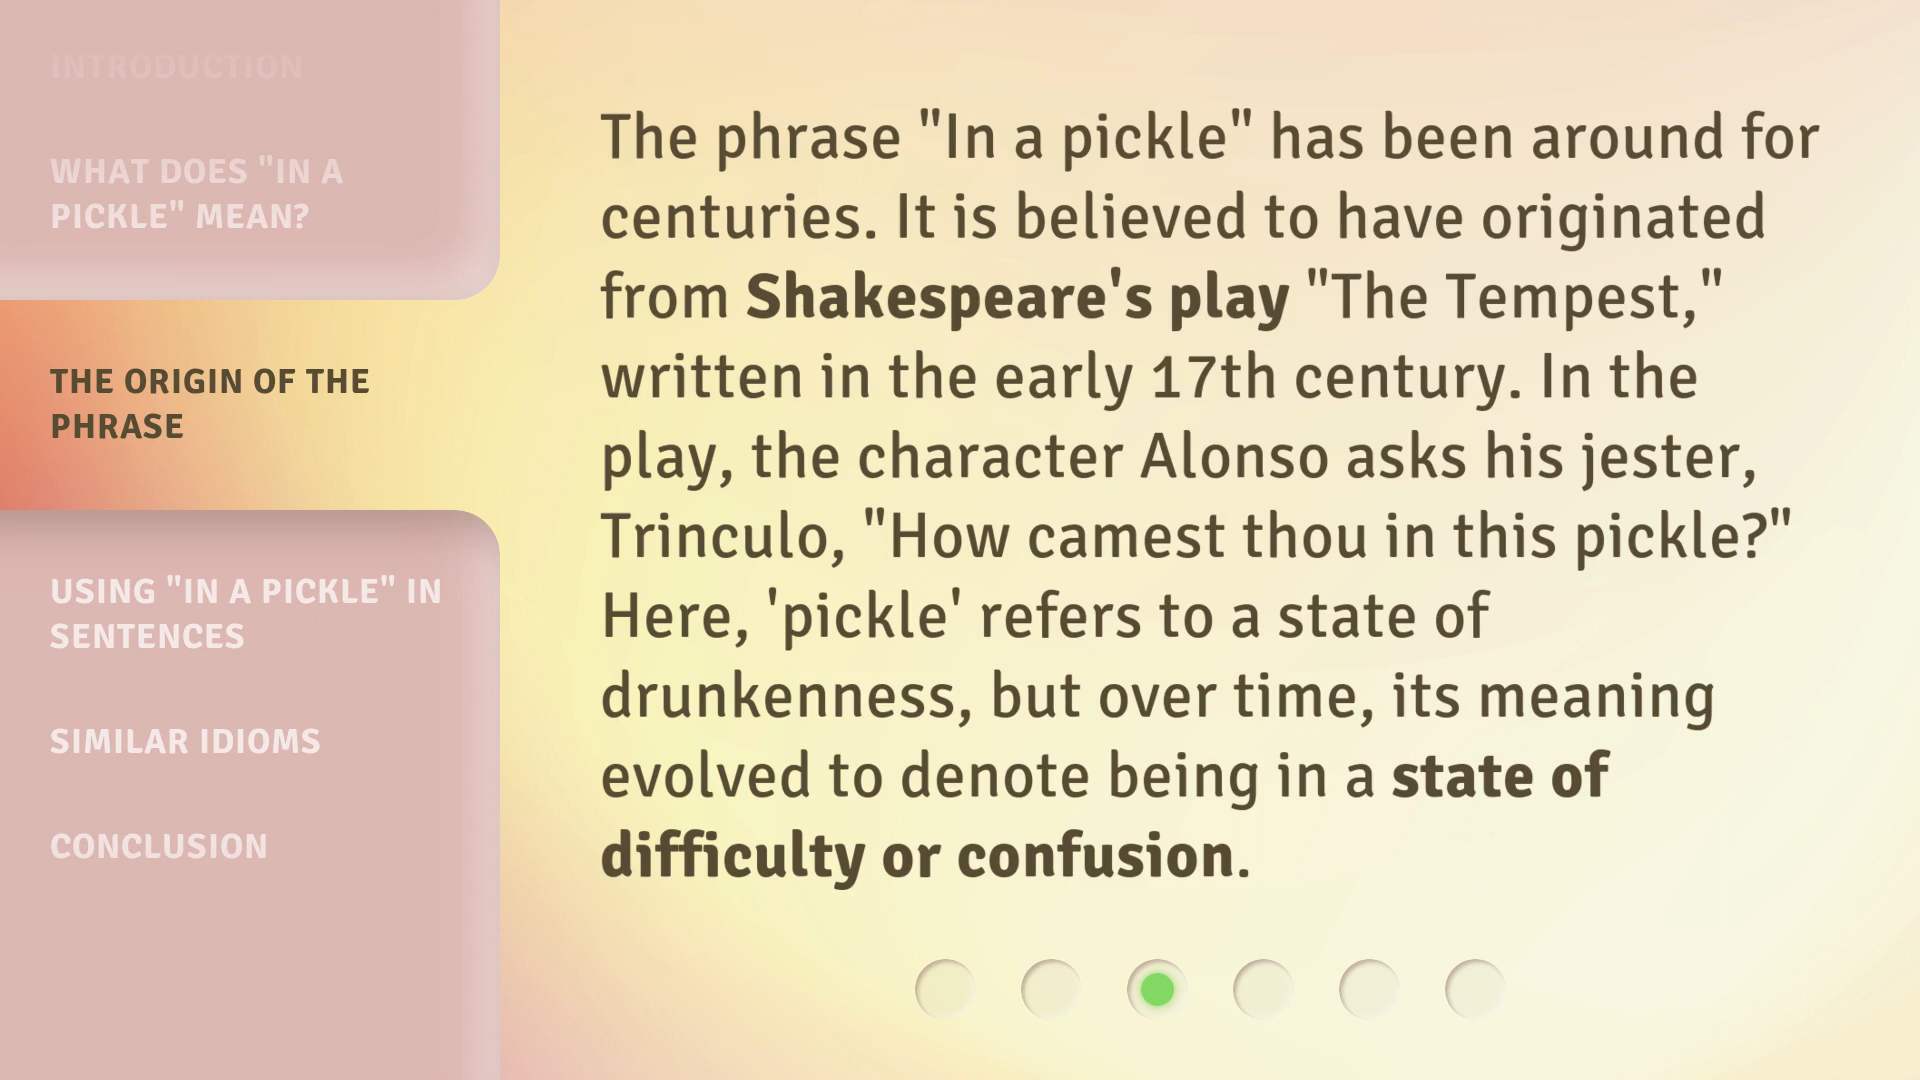 INTRODUCTION
WHAT DOES "IN A
PICKLE" MEAN?
THE ORIGIN OF THE
PHRASE
USING "IN A PICKLE" IN
SENTENCES
SIMILAR IDIOMS
CONCLUSION
The phrase "In a pickle" has been around for
centuries. It is believed to have originated
from Shakespeare's play "The Tempest,"
written in the early 17th century. In the
play, the character Alonso asks his jester,
Trinculo, "How camest thou in this pickle?"
Here, 'pickle' refers to a state of
drunkenness, but over time, its meaning
evolved to denote being in a state of
difficulty or confusion.